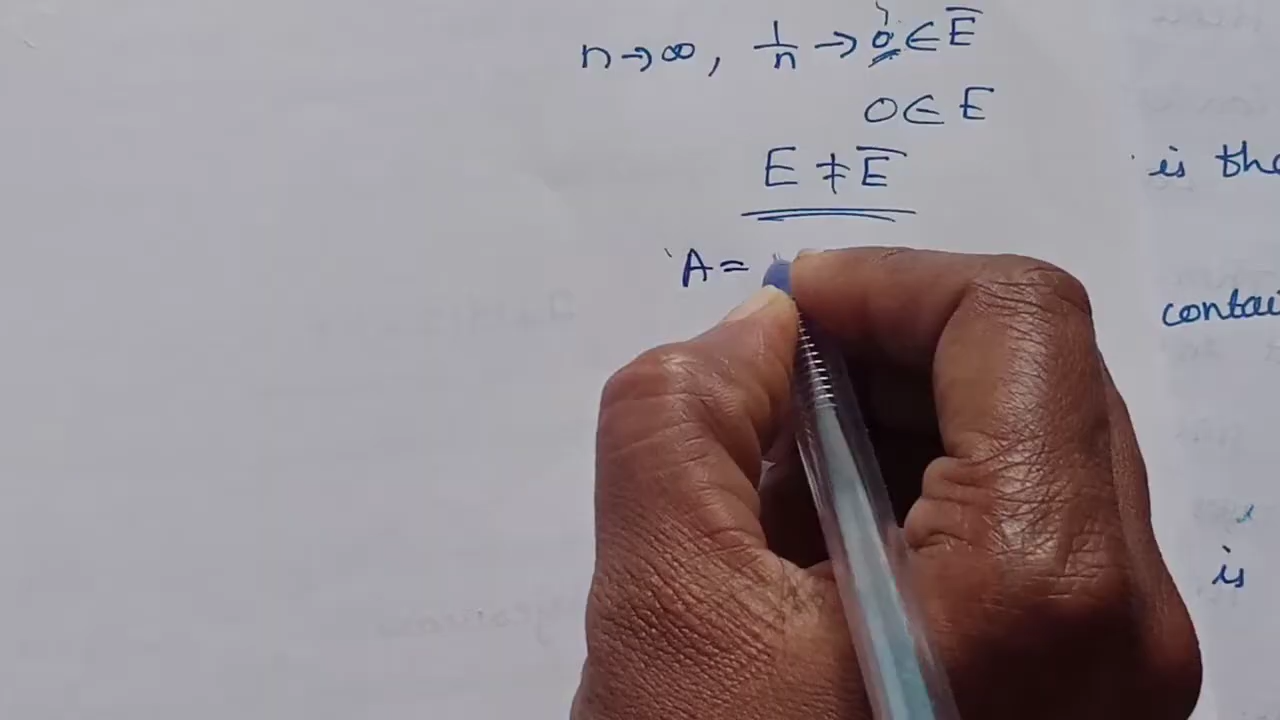 n→∞, 1/n → 0 ∈ E̅
0 ∈ E
E ≠ E̅
is the
A =
contai
is